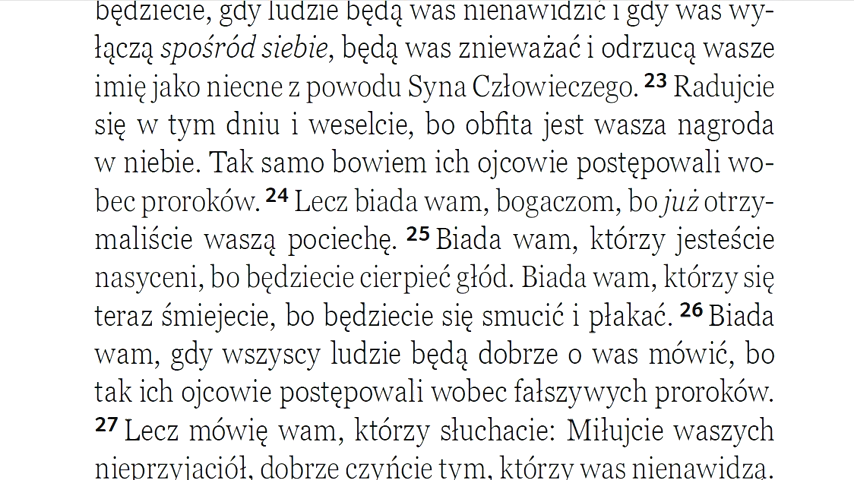 będziecie, gdy ludzie będą was nienawidzić i gdy was wy-
łączą spośród siebie, będą was znieważać i odrzucą wasze
imię jako niecne z powodu Syna Człowieczego. 23 Radujcie
się w tym dniu i weselcie, bo obfita jest wasza nagroda
w niebie. Tak samo bowiem ich ojcowie postępowali wo-
bec proroków. 24 Lecz biada wam, bogaczom, bo już otrzy-
maliście waszą pociechę. 25 Biada wam, którzy jesteście
nasyceni, bo będziecie cierpieć głód. Biada wam, którzy się
teraz śmiejecie, bo będziecie się smucić i płakać. 26 Biada
wam, gdy wszyscy ludzie będą dobrze o was mówić, bo
tak ich ojcowie postępowali wobec fałszywych proroków.
27 Lecz mówię wam, którzy słuchacie: Miłujcie waszych
nieprzyjaciół, dobrze czyńcie tym, którzy was nienawidzą.